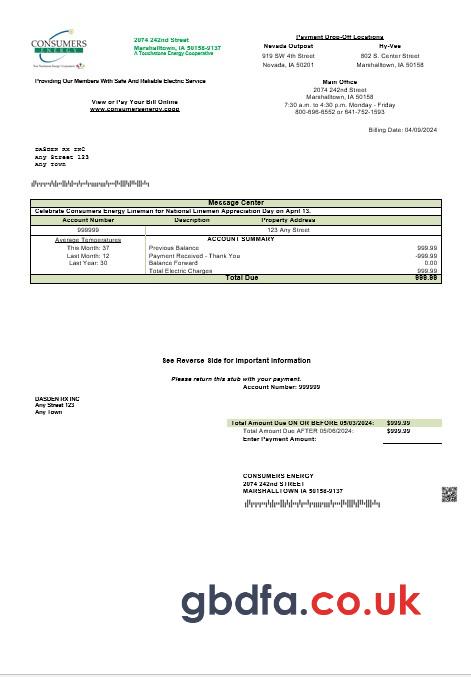 CONSUMERS
ENERGY
2074 242nd Street
Marshalltown, IA 50158-9137
A Touchstone Energy Cooperative
Payment Drop-Off Locations
Nevada Outpost
919 SW 4th Street
Nevada, IA 50201
Hy-Vee
802 S. Center Street
Marshalltown, IA 50158
Providing Our Members With Safe And Reliable Electric Service
Main Office
2074 242nd Street
Marshalltown, IA 50158
7:30 a.m. to 4:30 p.m. Monday - Friday
800-696-6552 or 641-752-1593
View or Pay Your Bill Online
www.consumersenergy.coop
Billing Date: 04/09/2024
DASDEN RX INC
Any Street 123
Any Town
Message Center
Celebrate Consumers Energy Lineman for National Linemen Appreciation Day on April 13.
Account Number Description Property Address
999999 123 Any Street
Average Temperatures
This Month: 37
Last Month: 12
Last Year: 30
ACCOUNT SUMMARY
Previous Balance 999.99
Payment Received - Thank You -999.99
Balance Forward 0.00
Total Electric Charges 999.99
Total Due 999.99
See Reverse Side for Important Information
Please return this stub with your payment.
Account Number: 999999
DASDEN RX INC
Any Street 123
Any Town
Total Amount Due ON OR BEFORE 05/03/2024: $999.99
Total Amount Due AFTER 05/06/2024: $999.99
Enter Payment Amount:
CONSUMERS ENERGY
2074 242nd STREET
MARSHALLTOWN IA 50158-9137
gbdfa.co.uk